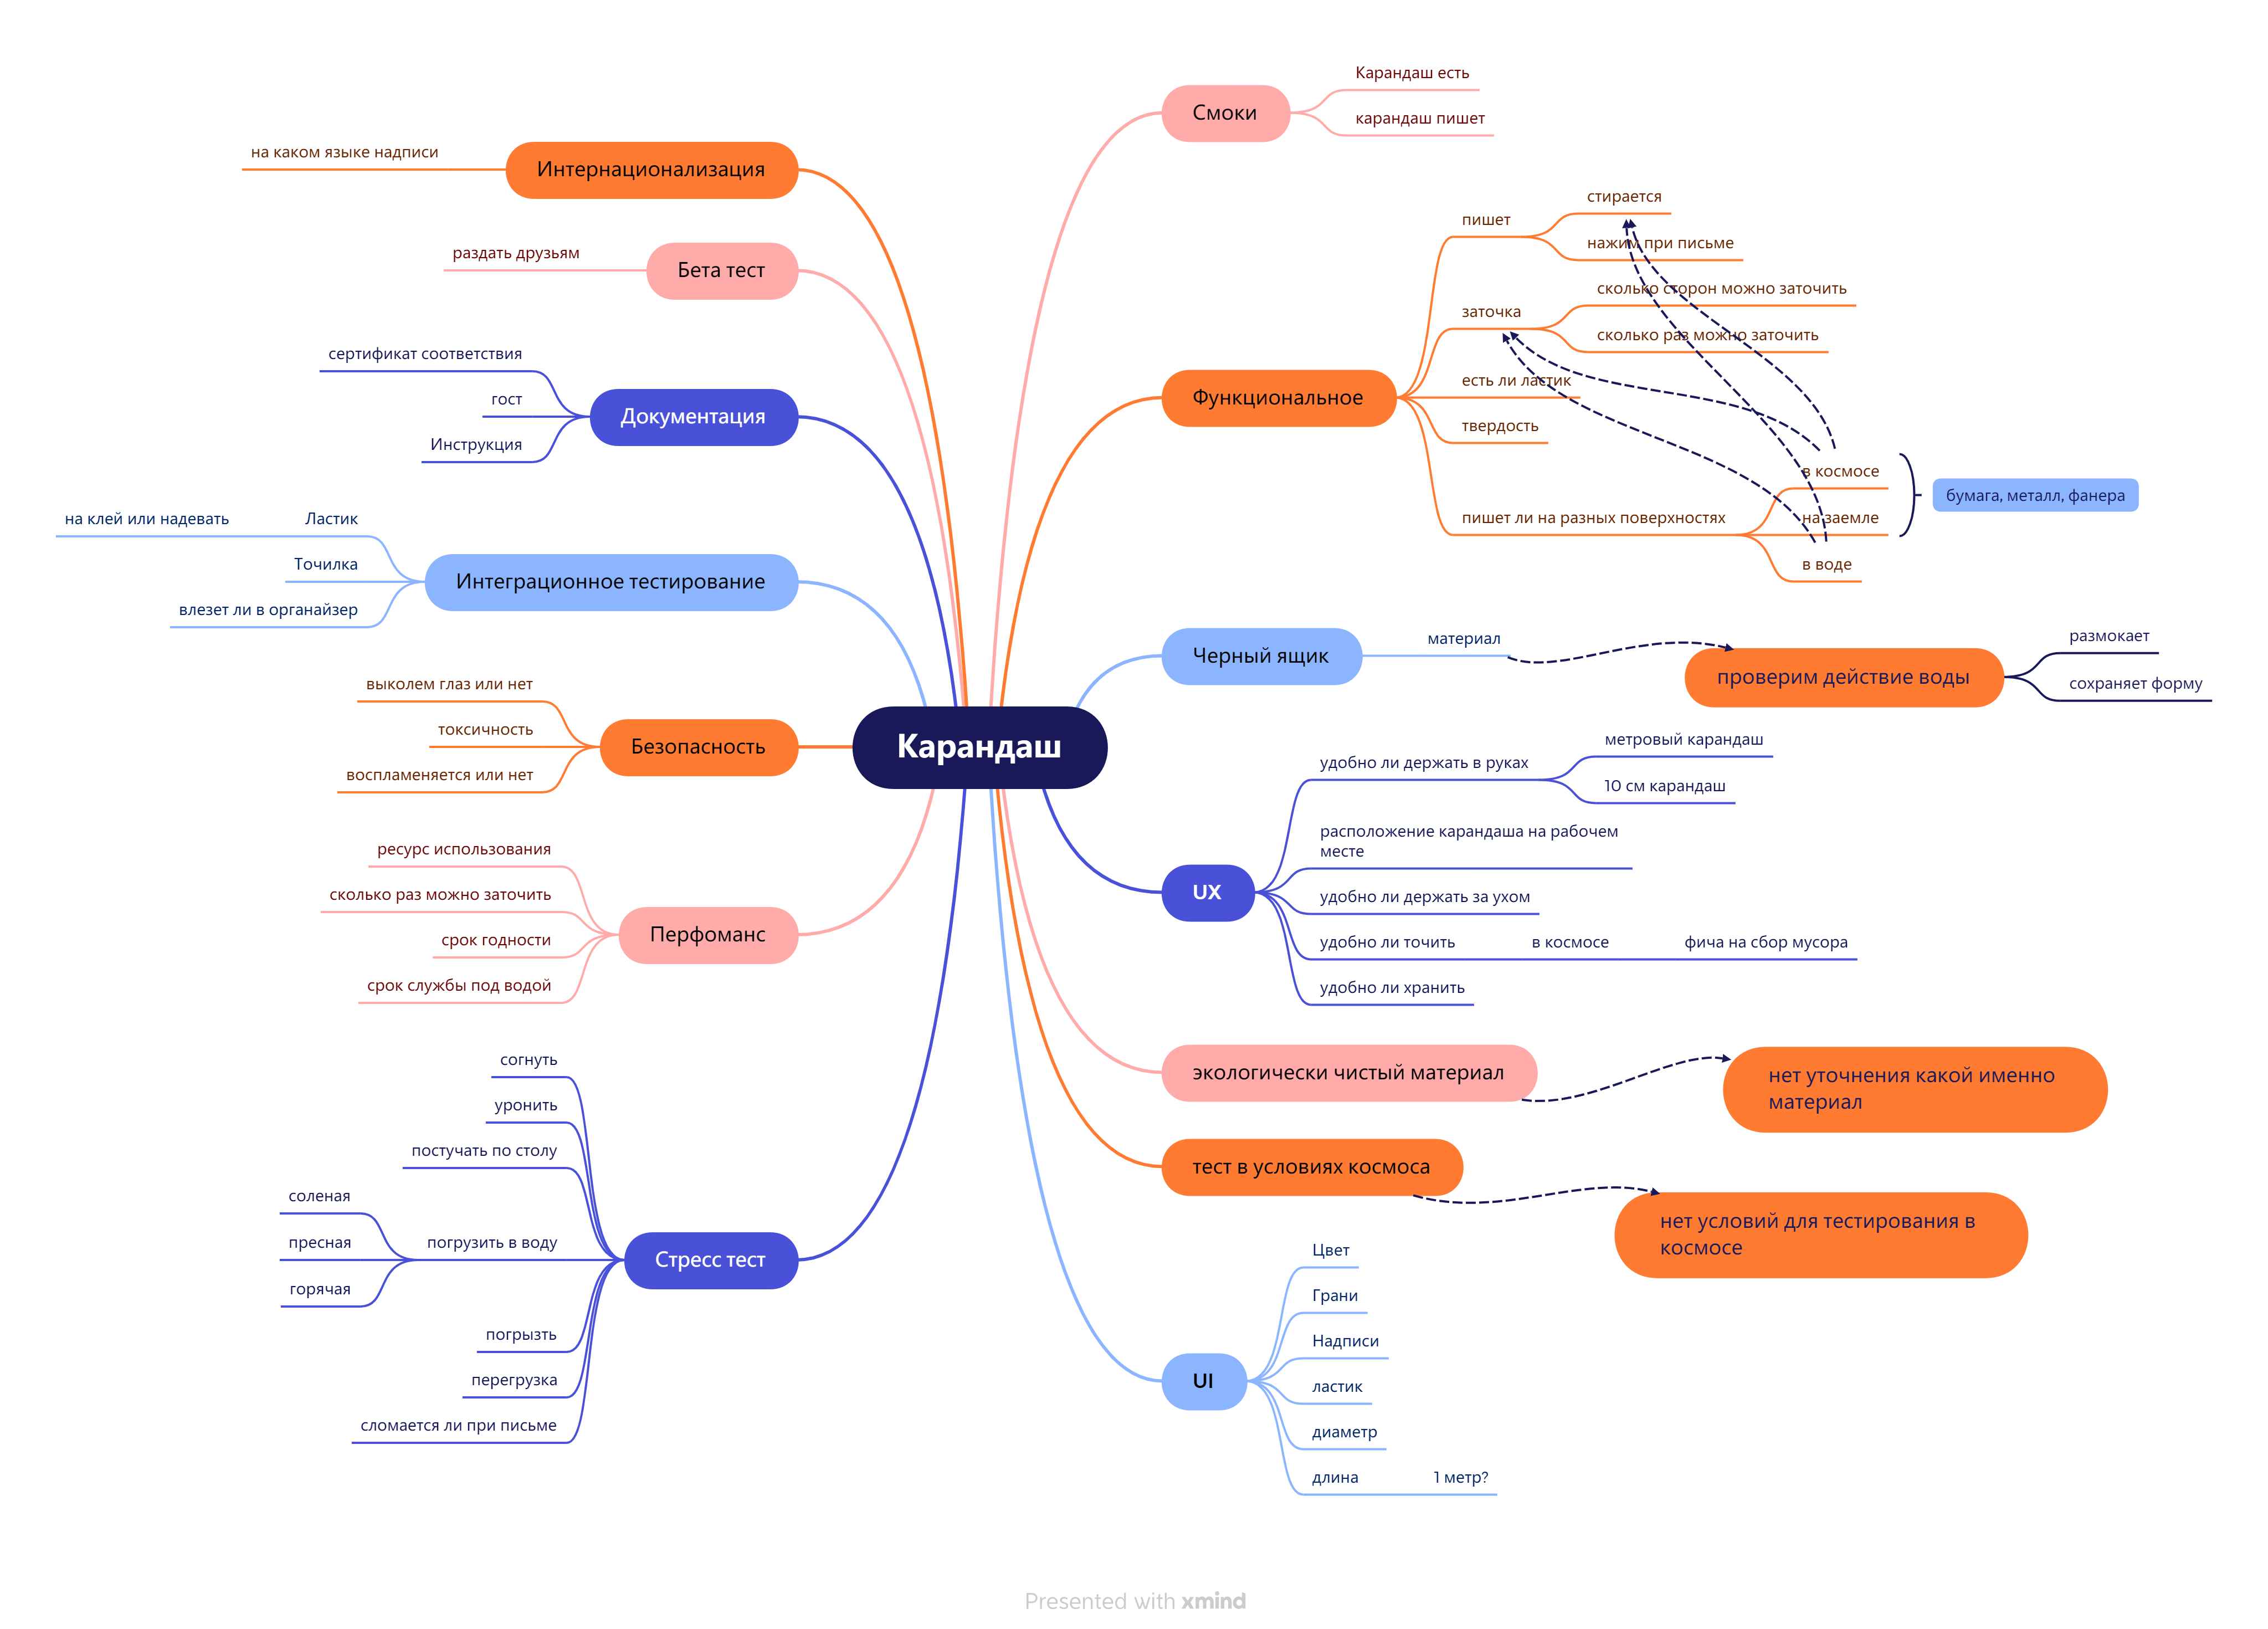 Карандаш
Смоки
Карандаш есть
карандаш пишет
Функциональное
пишет
стирается
нажим при письме
заточка
сколько сторон можно заточить
сколько раз можно заточить
есть ли ластик
твердость
пишет ли на разных поверхностях
в космосе
на заемле
в воде
бумага, металл, фанера
Черный ящик
материал
проверим действие воды
размокает
сохраняет форму
UX
удобно ли держать в руках
метровый карандаш
10 см карандаш
расположение карандаша на рабочем
месте
удобно ли держать за ухом
удобно ли точить
в космосе
фича на сбор мусора
удобно ли хранить
экологически чистый материал
нет уточнения какой именно
материал
тест в условиях космоса
нет условий для тестирования в
космосе
UI
Цвет
Грани
Надписи
ластик
диаметр
длина
1 метр?
Интернационализация
на каком языке надписи
Бета тест
раздать друзьям
Документация
сертификат соответствия
гост
Инструкция
Интеграционное тестирование
Ластик
на клей или надевать
Точилка
влезет ли в органайзер
Безопасность
выколем глаз или нет
токсичность
воспламеняется или нет
Перфоманс
ресурс использования
сколько раз можно заточить
срок годности
срок службы под водой
Стресс тест
согнуть
уронить
постучать по столу
погрузить в воду
соленая
пресная
горячая
погрызть
перегрузка
сломается ли при письме
Presented with xmind